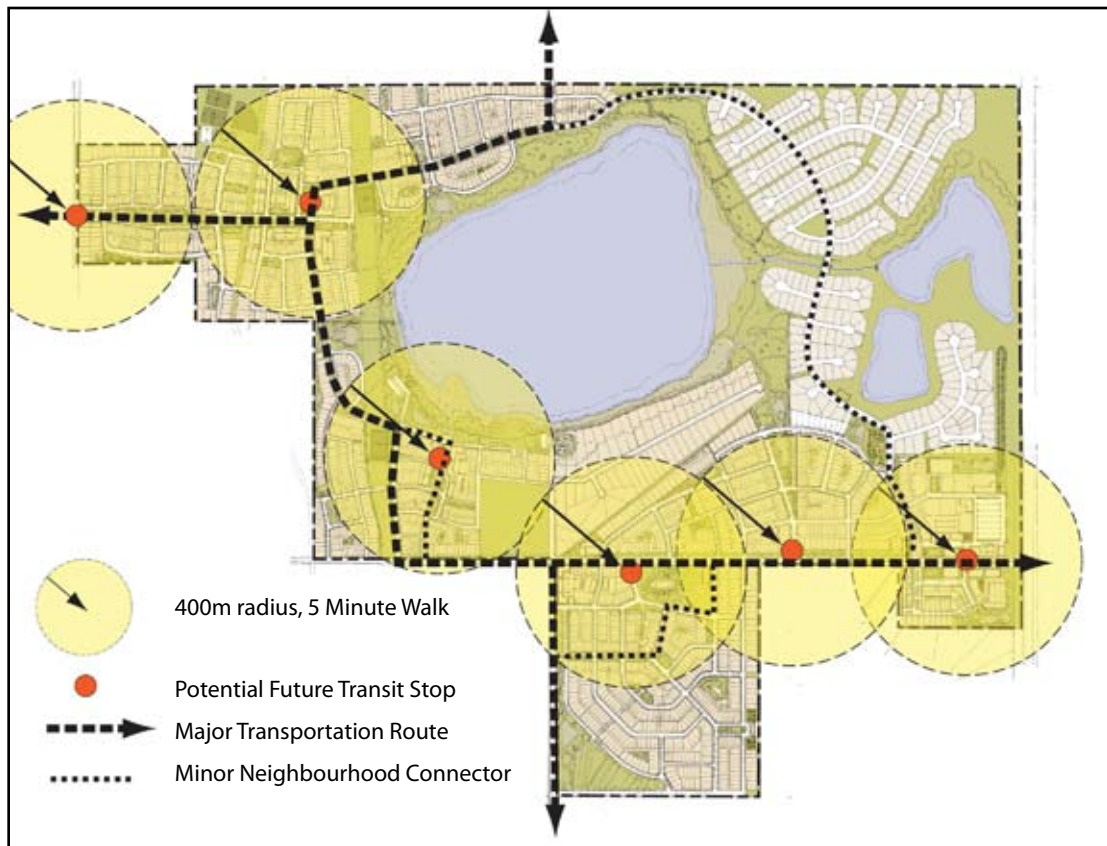 400m radius, 5 Minute Walk
Potential Future Transit Stop
Major Transportation Route
Minor Neighbourhood Connector